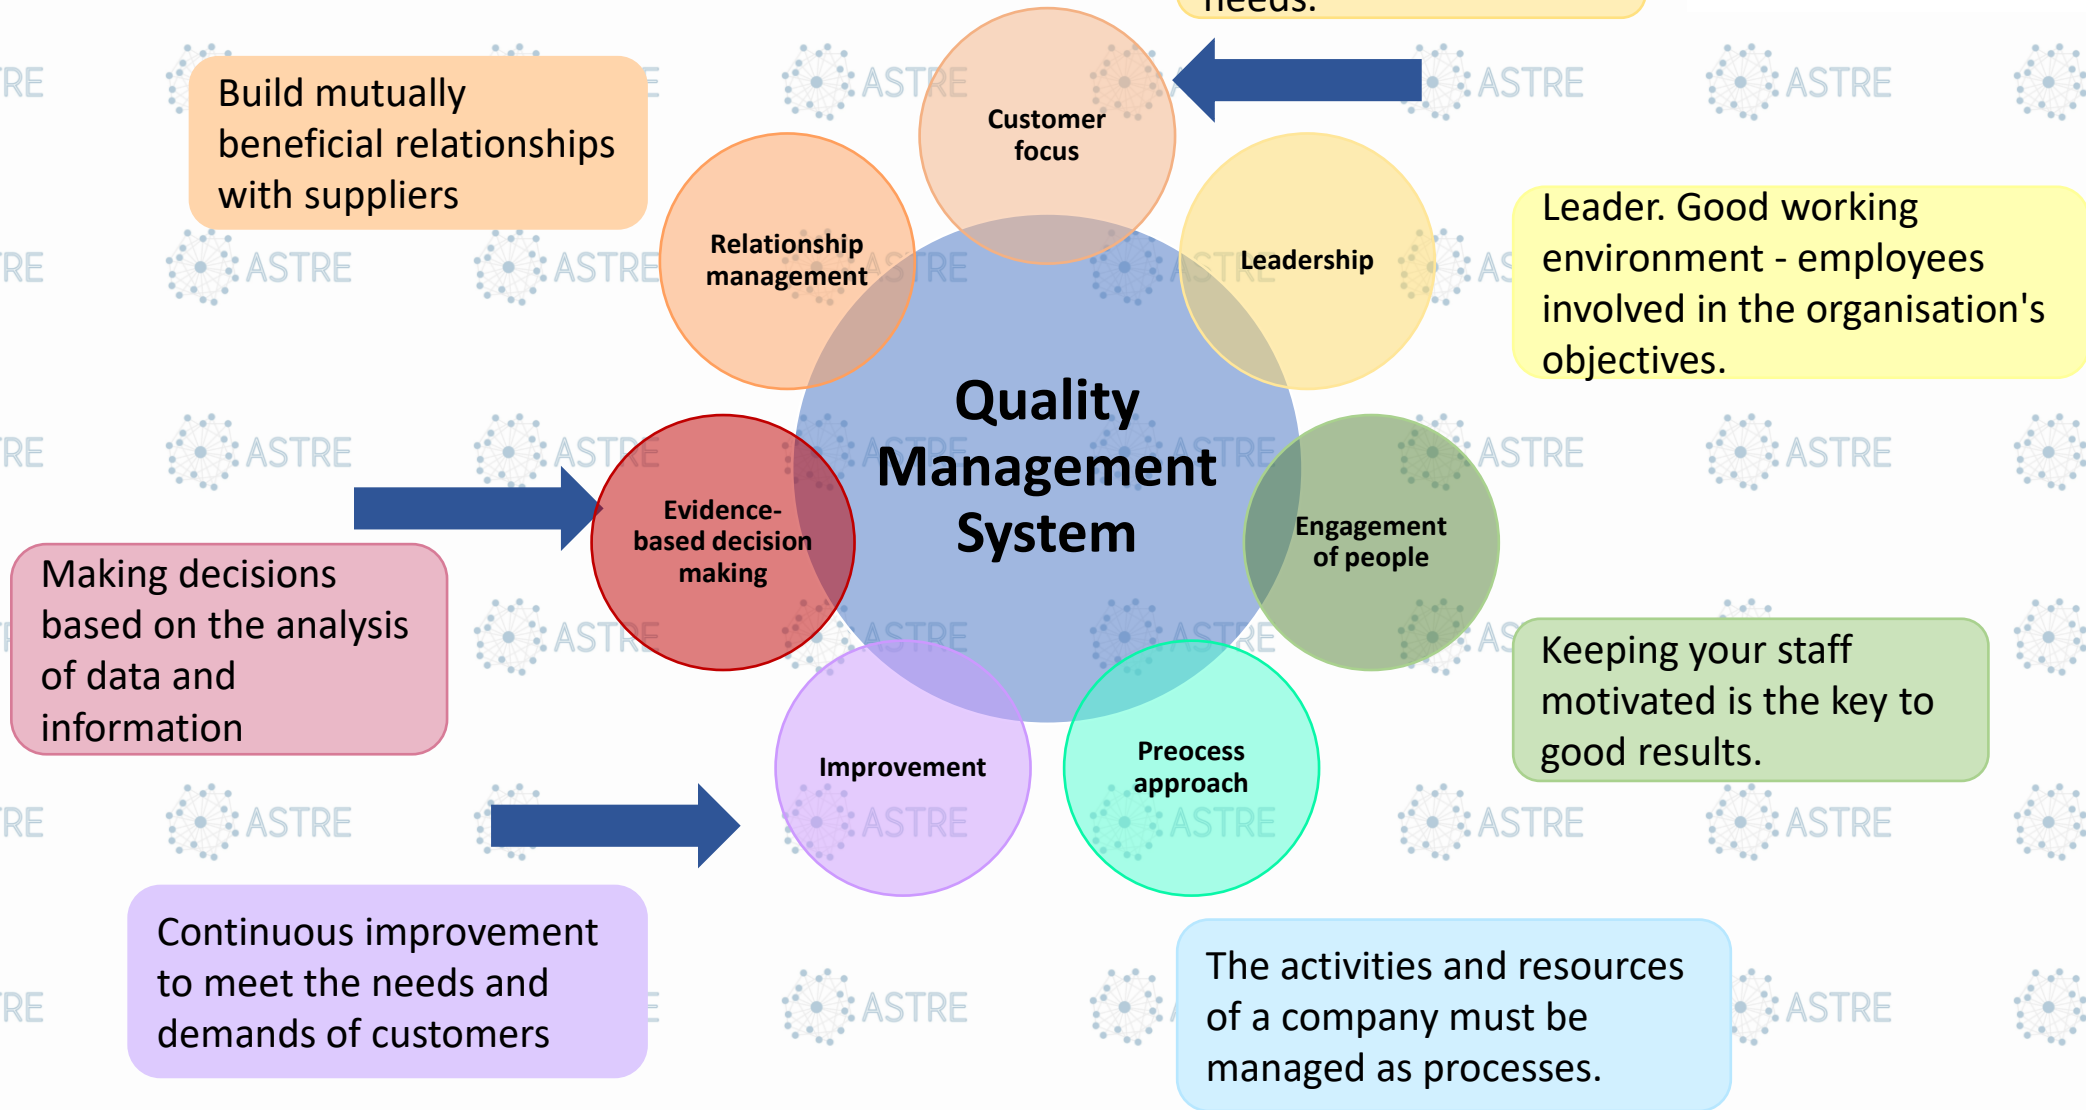 needs.
Build mutually
beneficial relationships
with suppliers
Customer
focus
Relationship
management
Leadership
Leader. Good working
environment - employees
involved in the organisation's
objectives.
Quality
Management
System
Evidence-
based decision
making
Engagement
of people
Making decisions
based on the analysis
of data and
information
Keeping your staff
motivated is the key to
good results.
Improvement
Preocess
approach
Continuous improvement
to meet the needs and
demands of customers
The activities and resources
of a company must be
managed as processes.
ASTRE